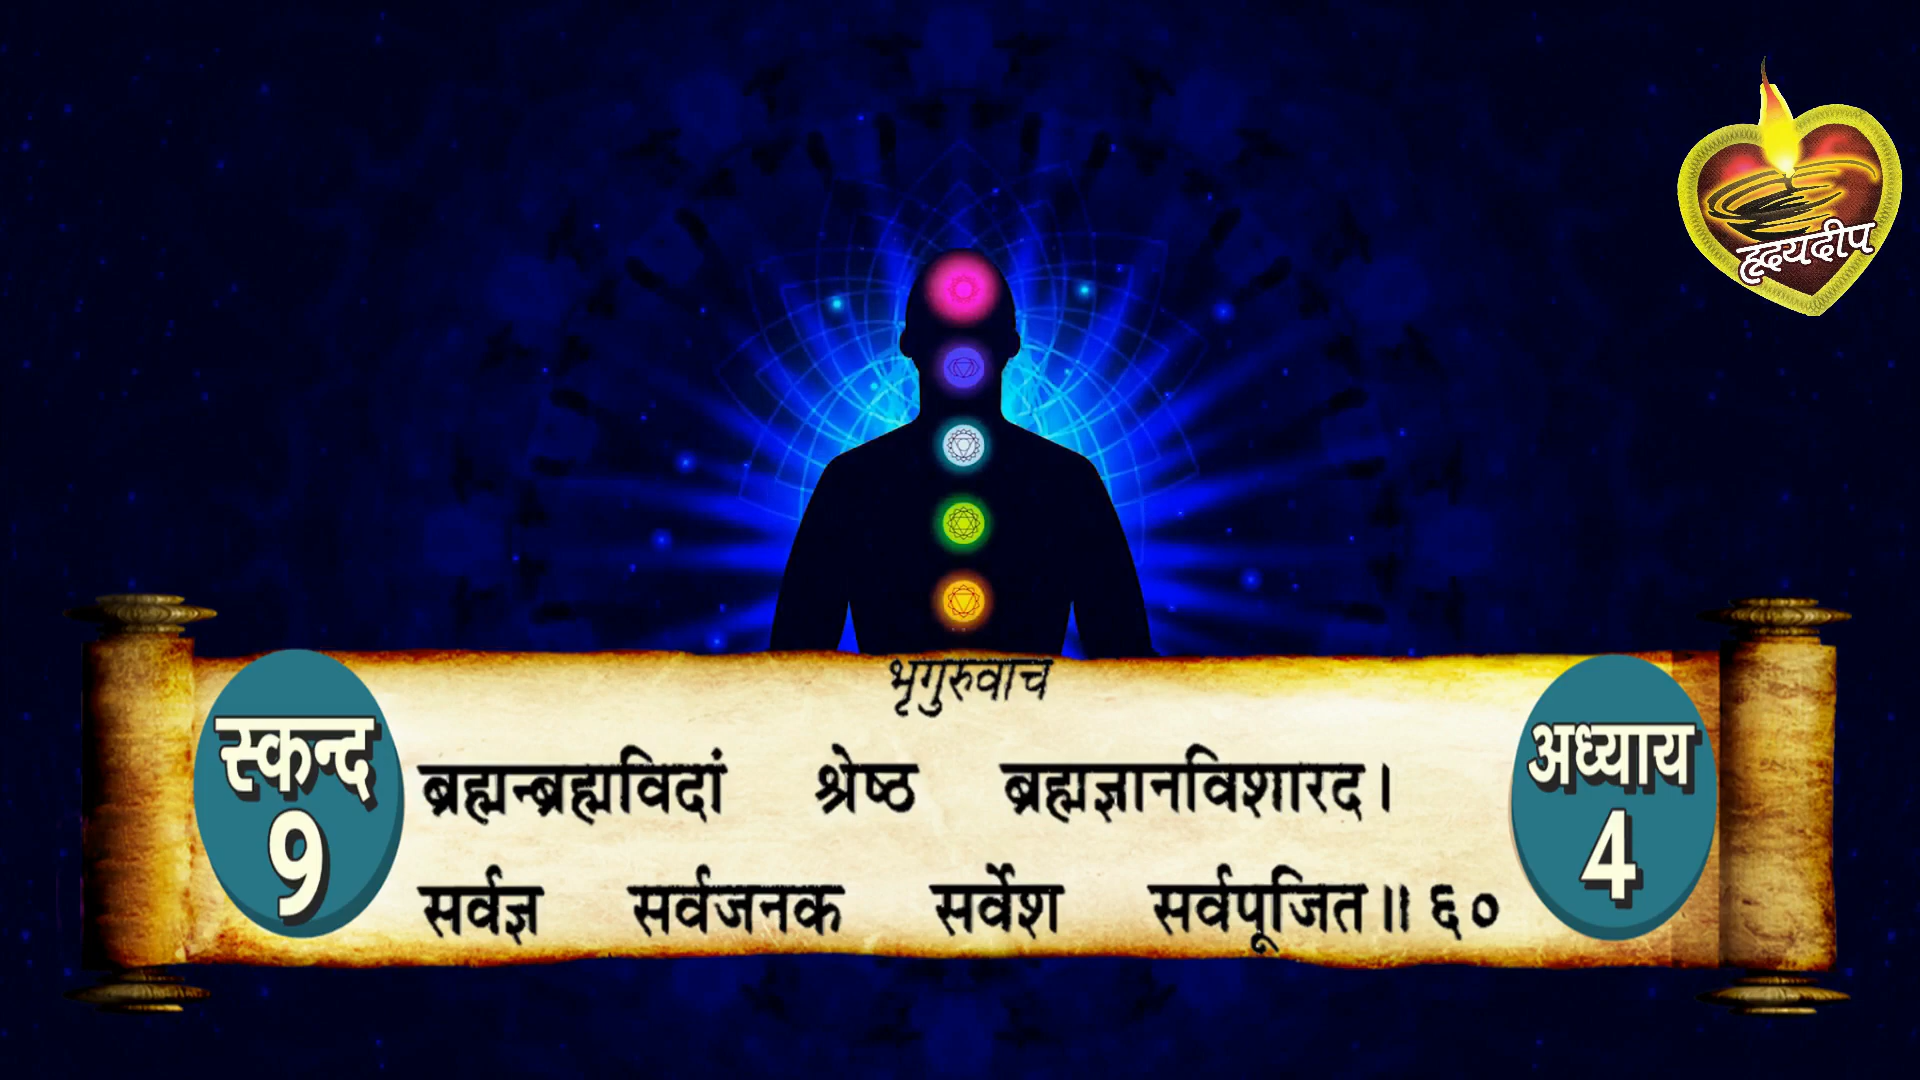 हृदयदीप
भृगुरुवाच
स्कन्द
9
ब्रह्मन्ब्रह्मविदां श्रेष्ठ ब्रह्मज्ञानविशारद।
सर्वज्ञ सर्वजनक सर्वेश सर्वपूजित॥ ६०
अध्याय
4